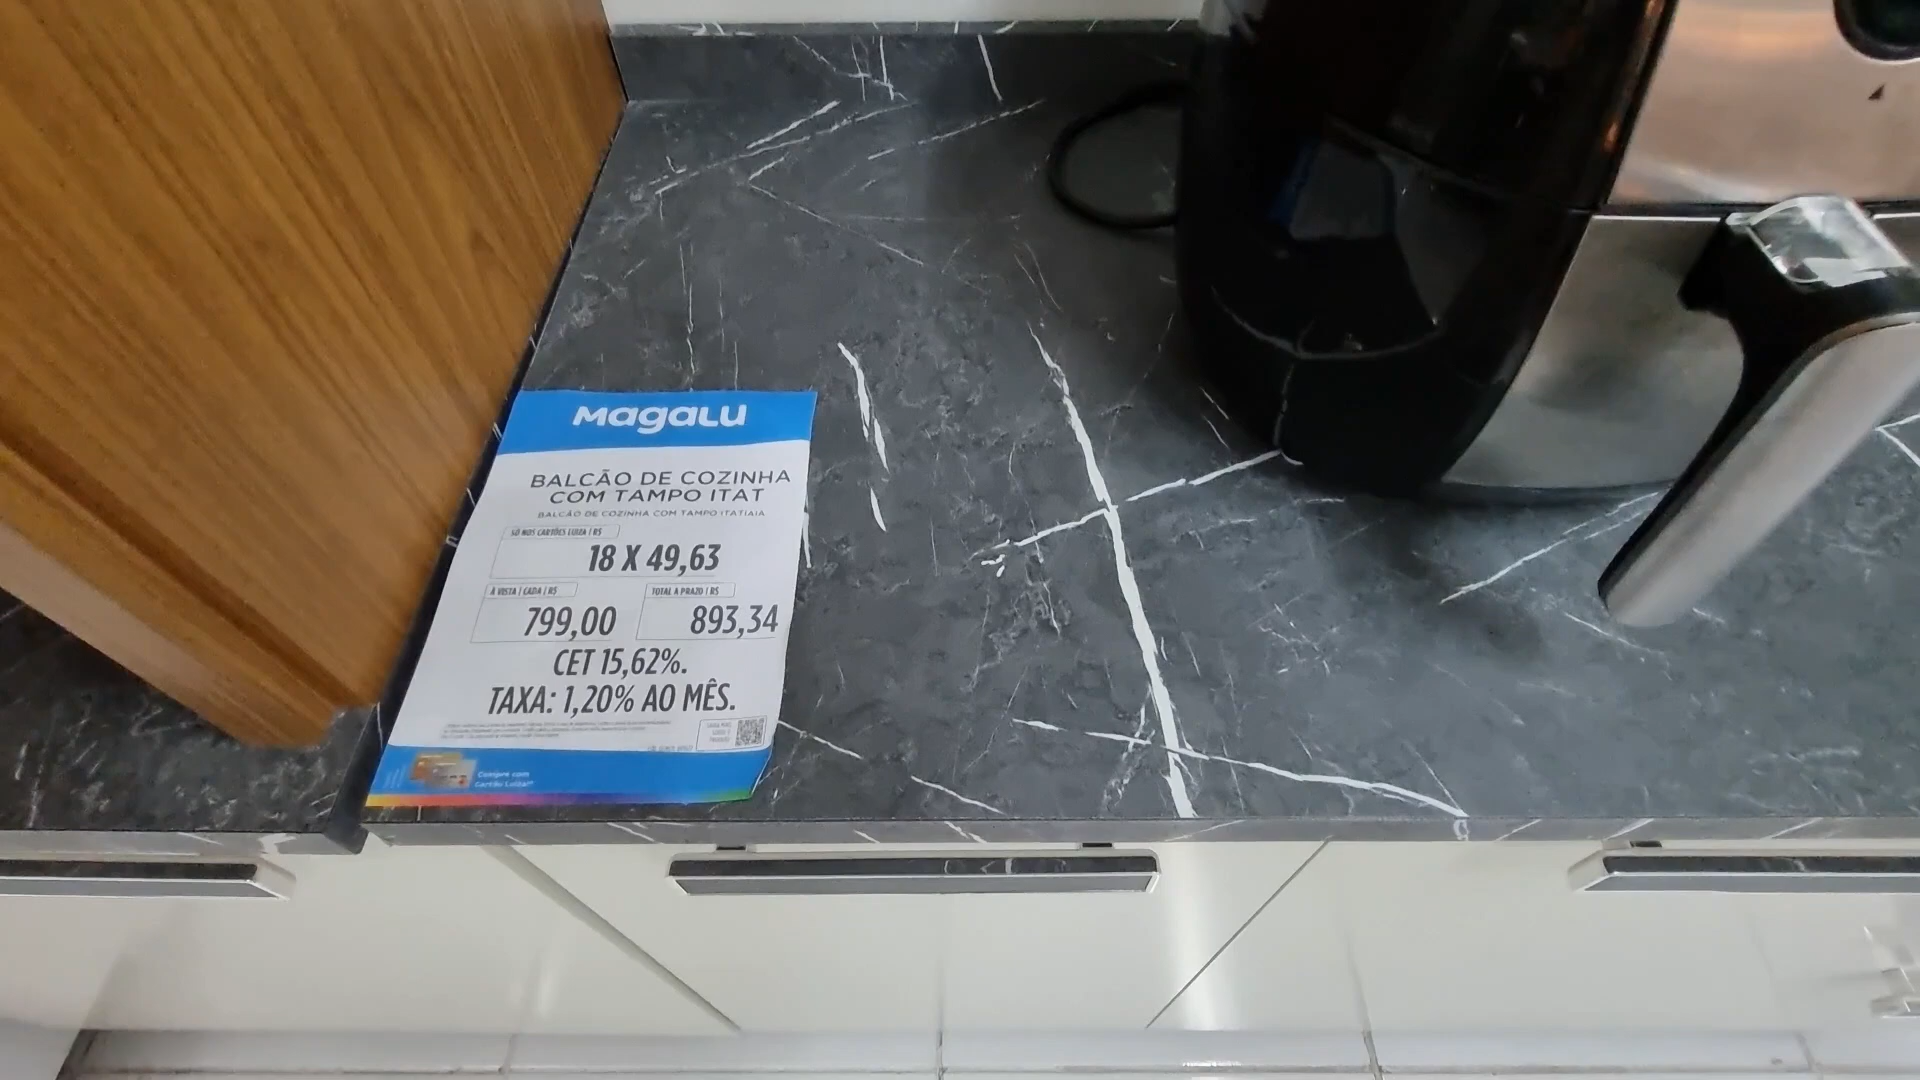 MagaLu
BALCÃO DE COZINHA
COM TAMPO ITAT
BALCÃO DE COZINHA COM TAMPO ITATIAIA
SÓ NOS CARTÕES LUIZA | R$
18 X 49,63
À VISTA | CADA | R$
TOTAL A PRAZO | R$
799,00
893,34
CET 15,62%.
TAXA: 1,20% AO MÊS.
Compre com
Cartão Luiza!